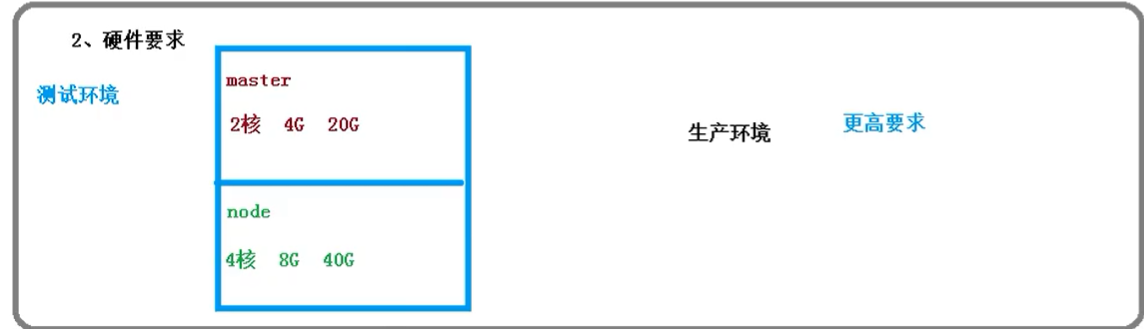 2、硬件要求
测试环境
master
2核 4G 20G
node
4核 8G 40G
生产环境
更高要求